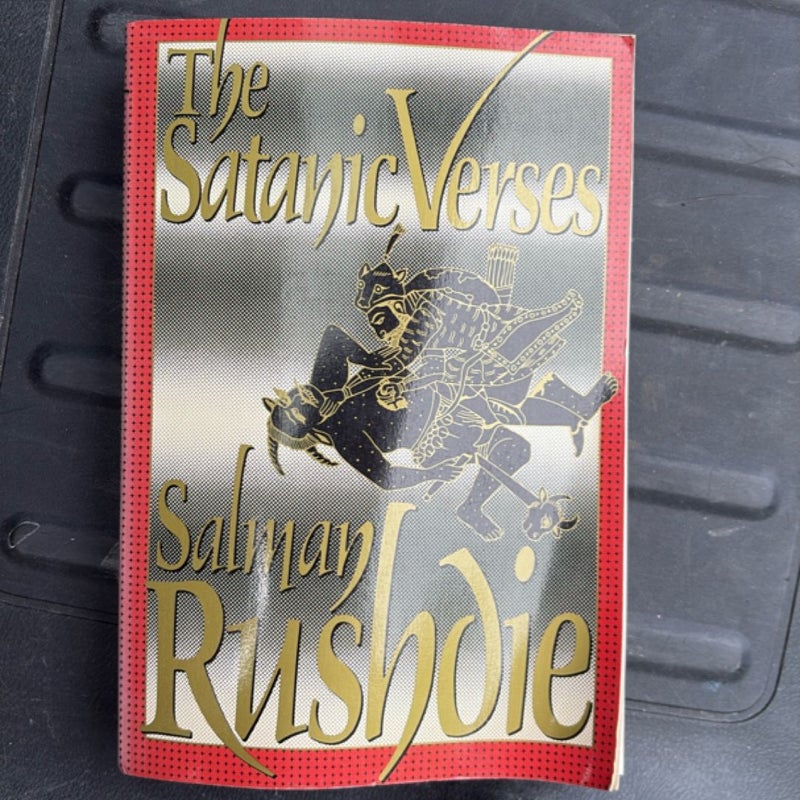 The
Satanic Verses
Salman
Rushdie